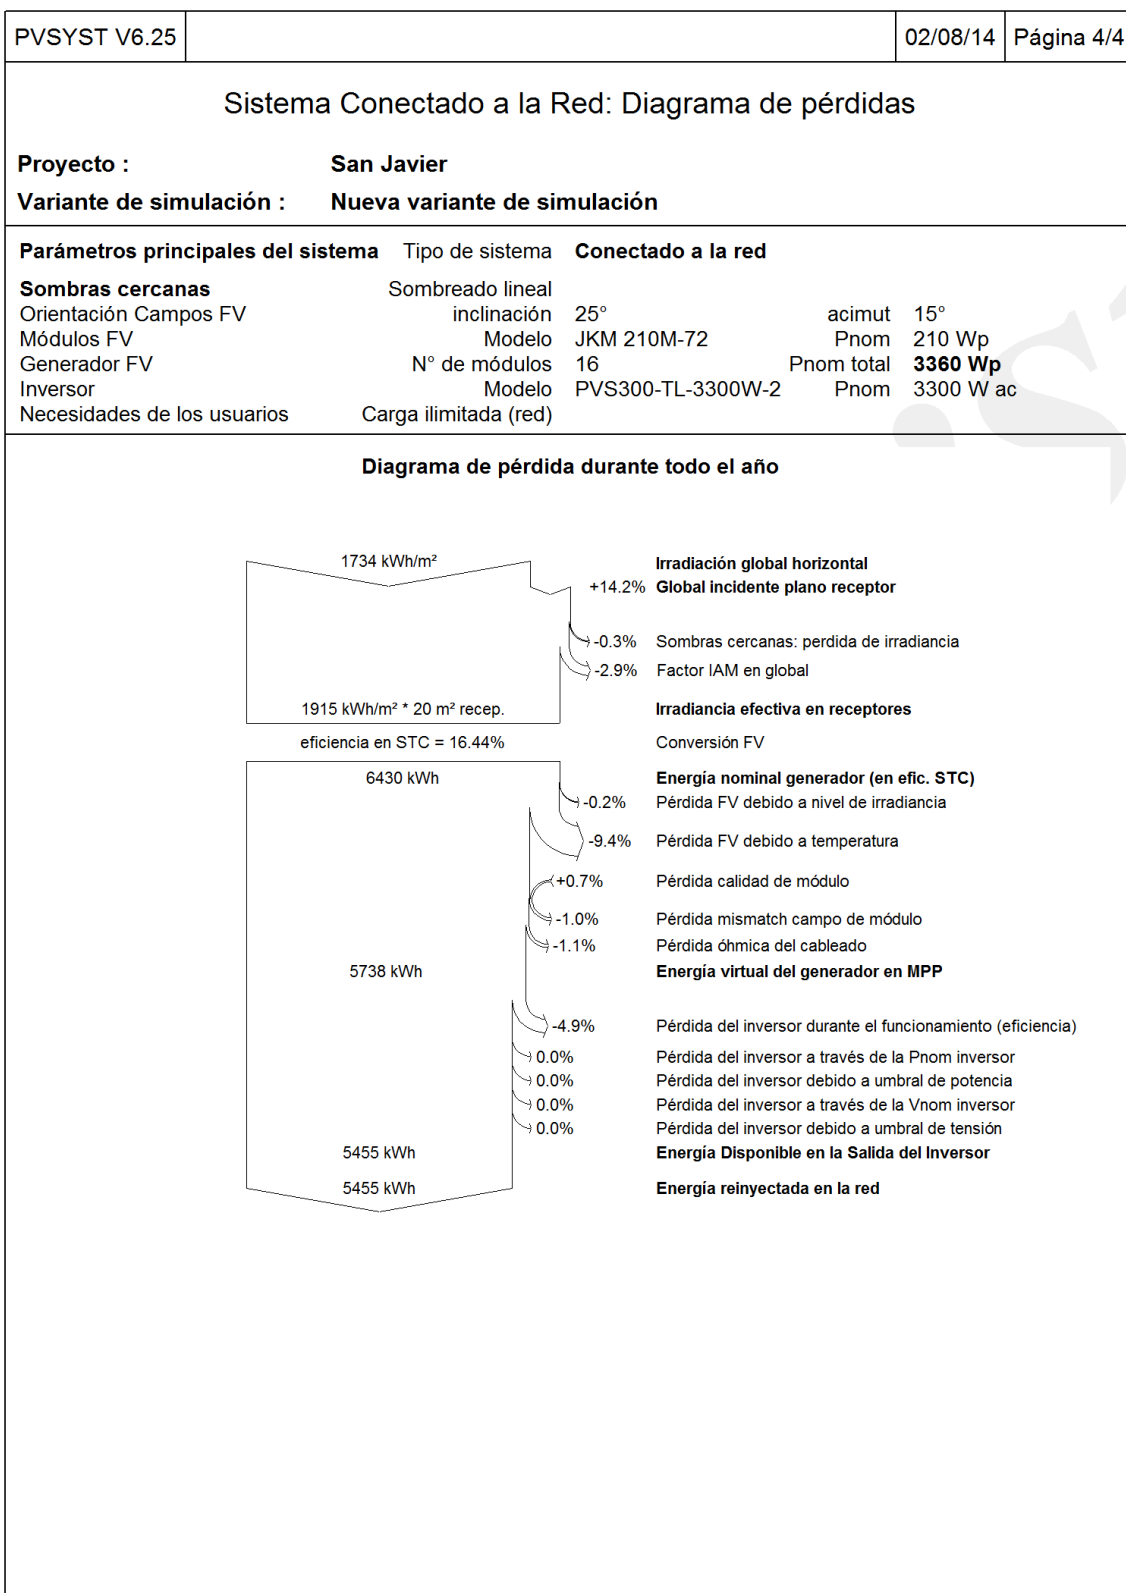 PVSYST V6.25 02/08/14 Página 4/4
Sistema Conectado a la Red: Diagrama de pérdidas
Proyecto : San Javier
Variante de simulación : Nueva variante de simulación
Parámetros principales del sistema Tipo de sistema Conectado a la red
Sombras cercanas Sombreado lineal
Orientación Campos FV inclinación 25° acimut 15°
Módulos FV Modelo JKM 210M-72 Pnom 210 Wp
Generador FV N° de módulos 16 Pnom total 3360 Wp
Inversor Modelo PVS300-TL-3300W-2 Pnom 3300 W ac
Necesidades de los usuarios Carga ilimitada (red)
Diagrama de pérdida durante todo el año
1734 kWh/m² Irradiación global horizontal
+14.2% Global incidente plano receptor
-0.3% Sombras cercanas: perdida de irradiancia
-2.9% Factor IAM en global
1915 kWh/m² * 20 m² recep. Irradiancia efectiva en receptores
eficiencia en STC = 16.44% Conversión FV
6430 kWh Energía nominal generador (en efic. STC)
-0.2% Pérdida FV debido a nivel de irradiancia
-9.4% Pérdida FV debido a temperatura
+0.7% Pérdida calidad de módulo
-1.0% Pérdida mismatch campo de módulo
-1.1% Pérdida óhmica del cableado
5738 kWh Energía virtual del generador en MPP
-4.9% Pérdida del inversor durante el funcionamiento (eficiencia)
0.0% Pérdida del inversor a través de la Pnom inversor
0.0% Pérdida del inversor debido a umbral de potencia
0.0% Pérdida del inversor a través de la Vnom inversor
0.0% Pérdida del inversor debido a umbral de tensión
5455 kWh Energía Disponible en la Salida del Inversor
5455 kWh Energía reinyectada en la red